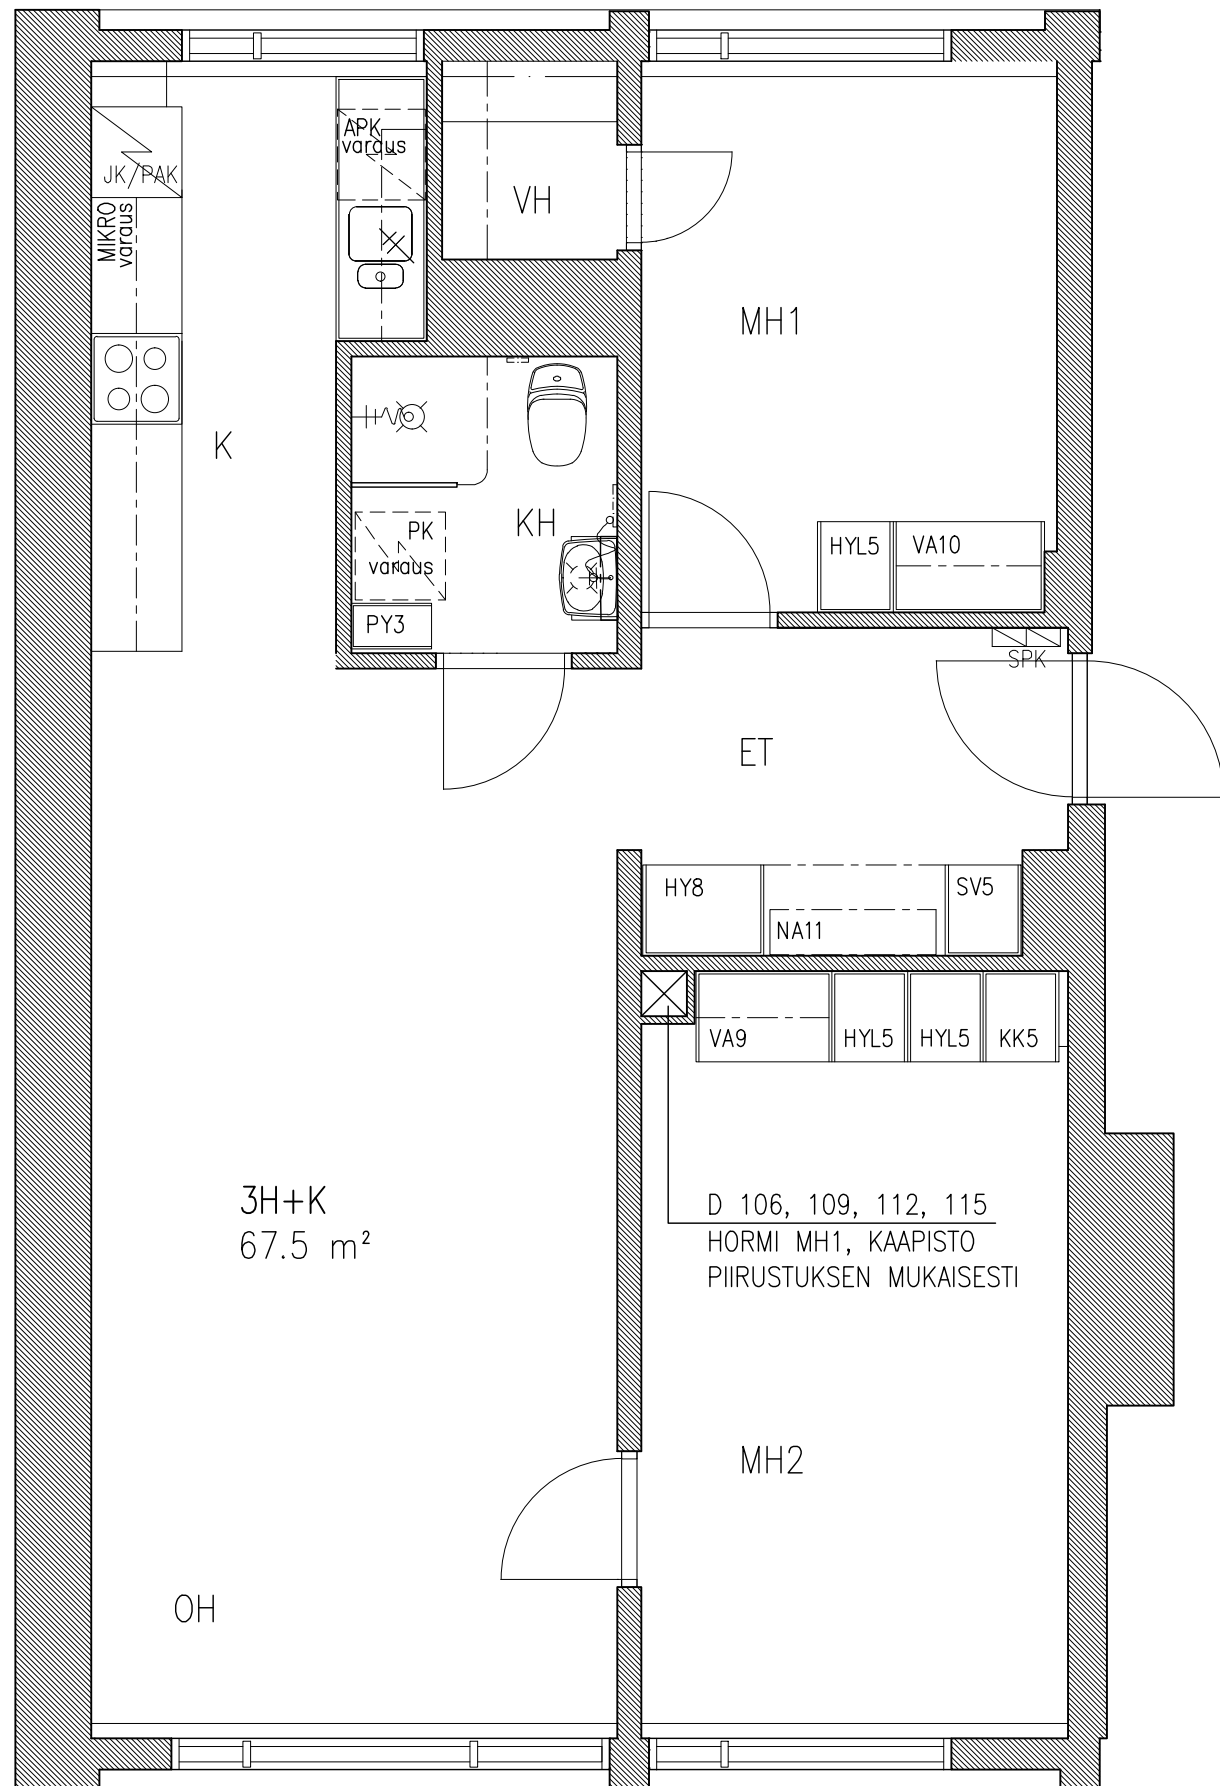 APK
varaus
JK/PAK
VH
MIKRO
varaus
MH1
K
KH
PK
varaus
HYL5
VA10
PY3
SPK
ET
HY8
SV5
NA11
VA9
HYL5
HYL5
KK5
3H+K
67.5 m²
D 106, 109, 112, 115
HORMI MH1, KAAPISTO
PIIRUSTUKSEN MUKAISESTI
MH2
OH